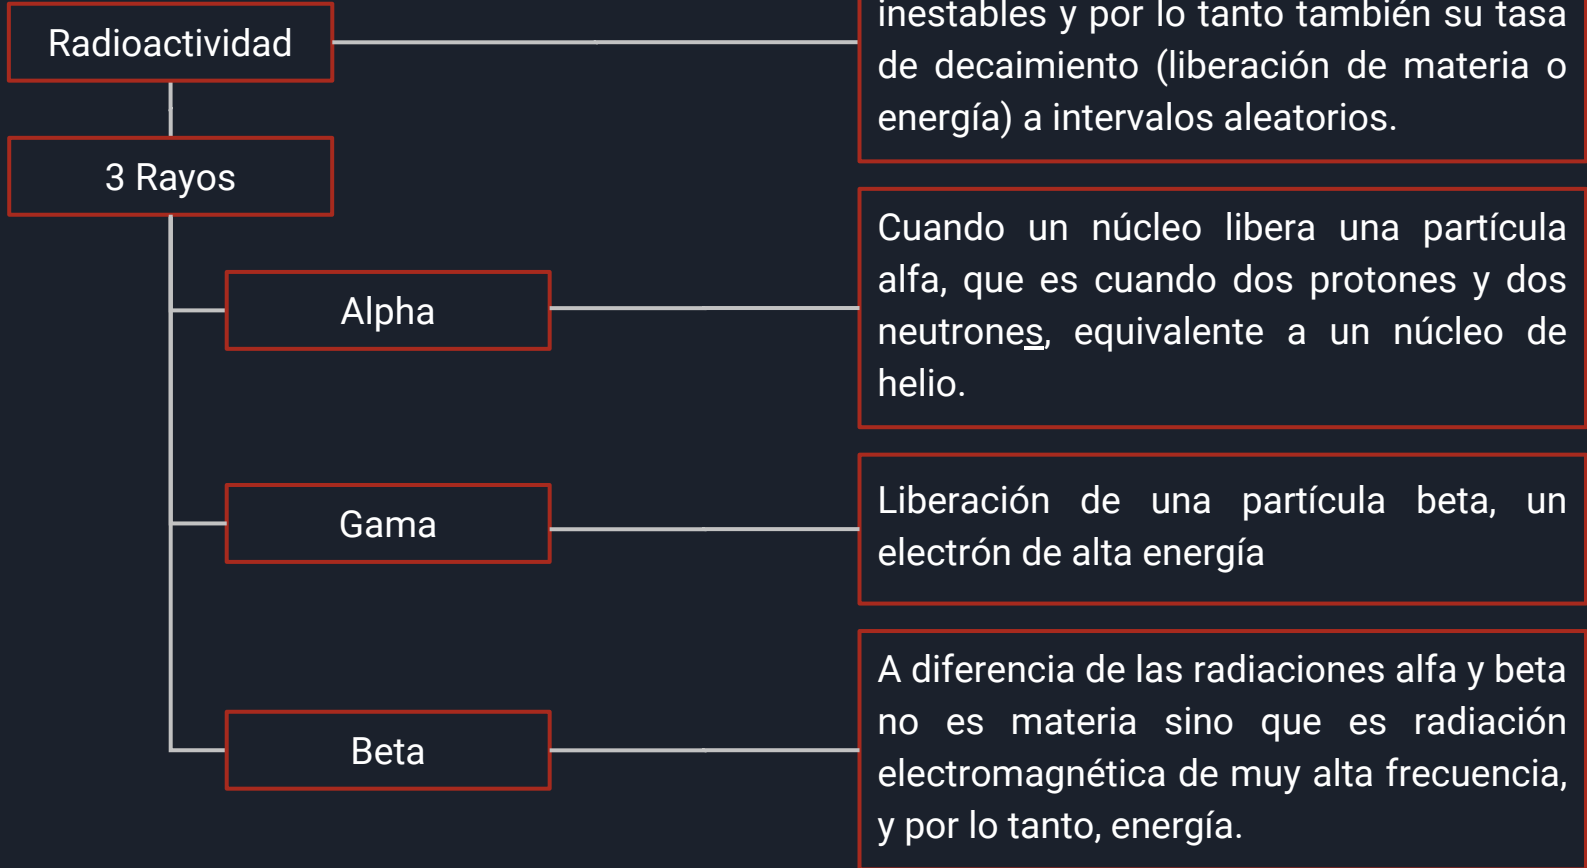 Radioactividad
inestables y por lo tanto también su tasa
de decaimiento (liberación de materia o
energía) a intervalos aleatorios.
3 Rayos
Alpha
Cuando un núcleo libera una partícula
alfa, que es cuando dos protones y dos
neutrones, equivalente a un núcleo de
helio.
Gama
Liberación de una partícula beta, un
electrón de alta energía
Beta
A diferencia de las radiaciones alfa y beta
no es materia sino que es radiación
electromagnética de muy alta frecuencia,
y por lo tanto, energía.